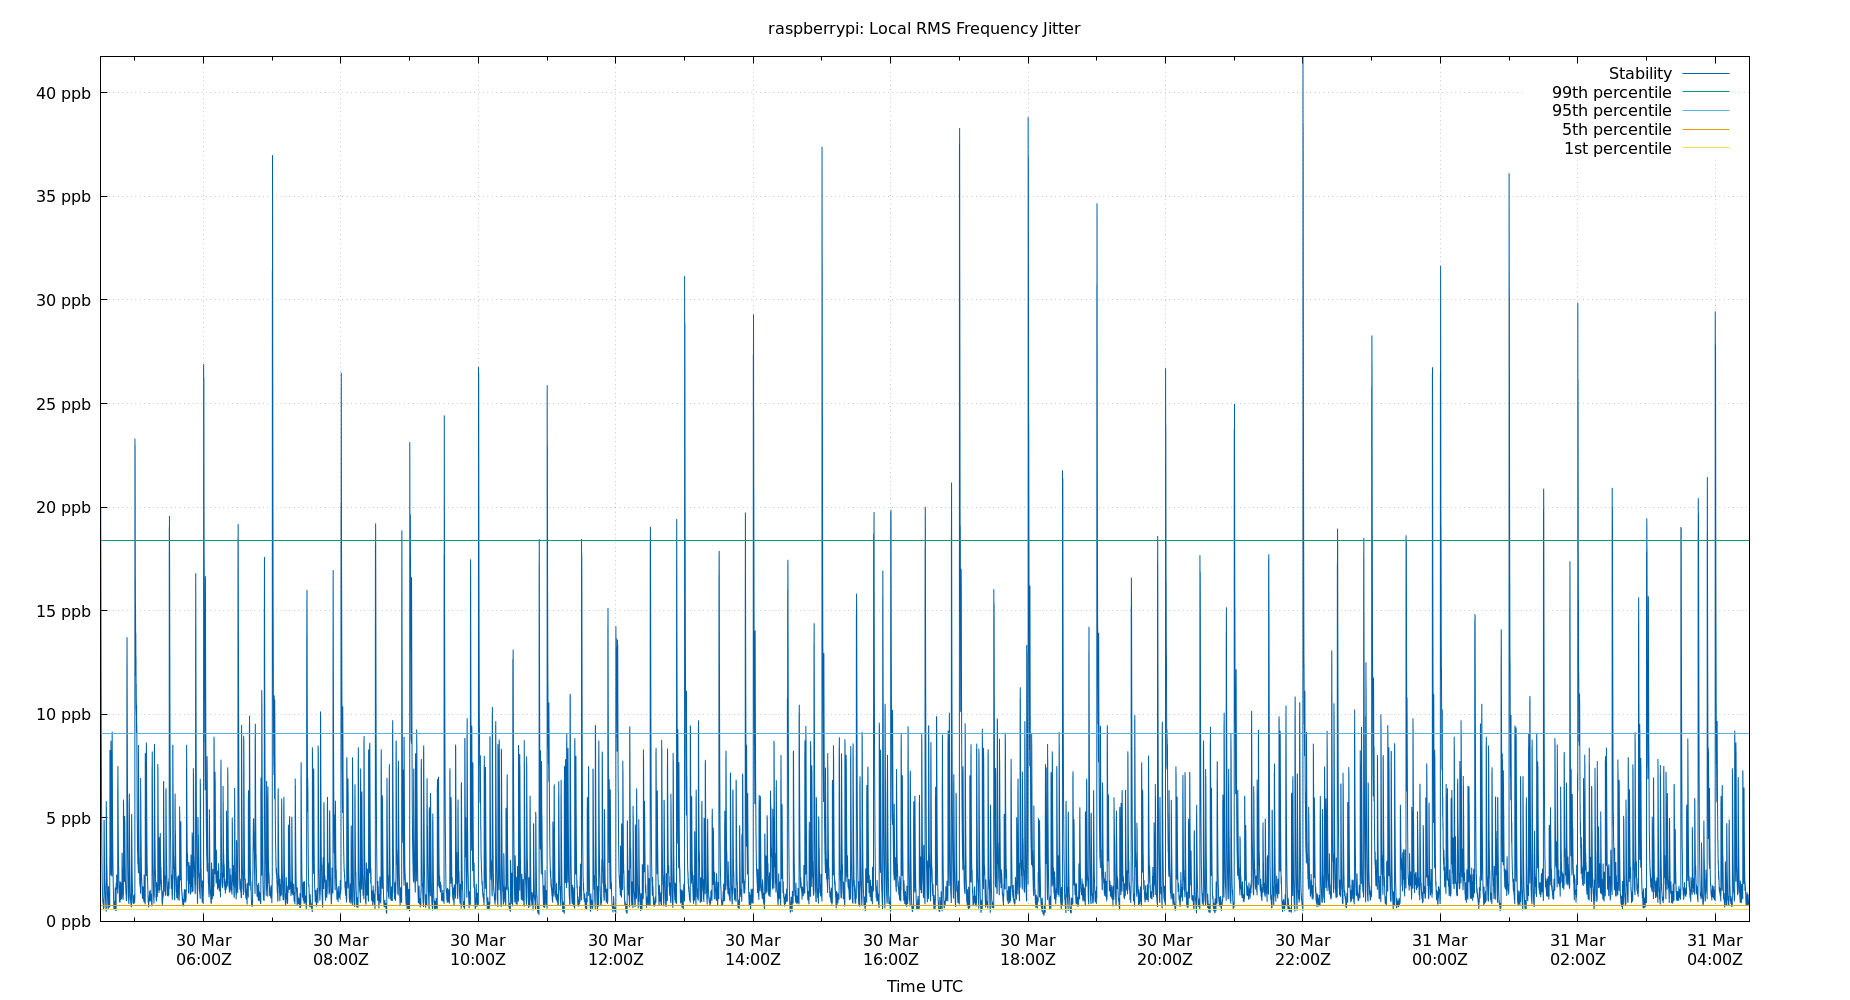 raspberrypi: Local RMS Frequency Jitter
Stability
99th percentile
95th percentile
5th percentile
1st percentile
40 ppb
35 ppb
30 ppb
25 ppb
20 ppb
15 ppb
10 ppb
5 ppb
0 ppb
30 Mar 30 Mar 30 Mar 30 Mar 30 Mar 30 Mar 30 Mar 30 Mar 30 Mar 31 Mar 31 Mar 31 Mar
06:00Z 08:00Z 10:00Z 12:00Z 14:00Z 16:00Z 18:00Z 20:00Z 22:00Z 00:00Z 02:00Z 04:00Z
Time UTC